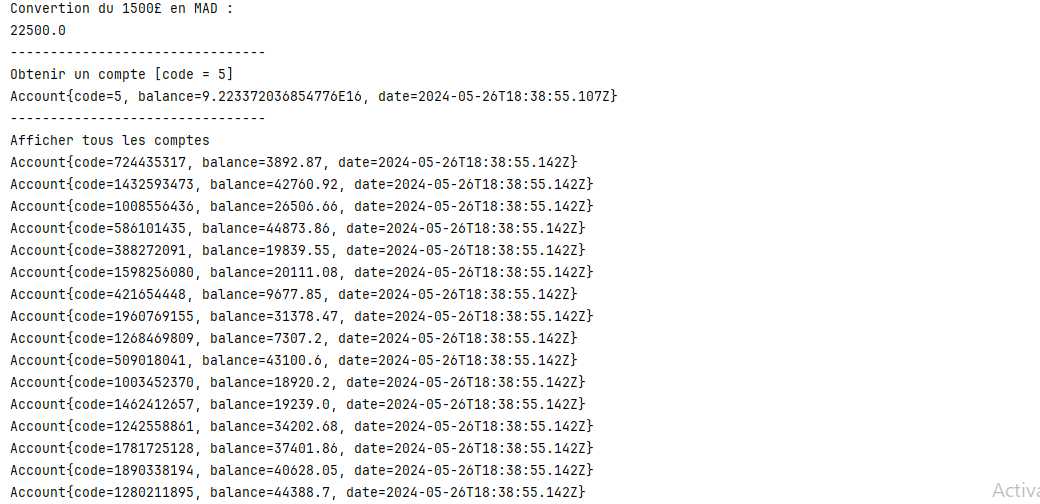 Convertion du 1500£ en MAD :
22500.0
--------------------------------
Obtenir un compte [code = 5]
Account{code=5, balance=9.223372036854776E16, date=2024-05-26T18:38:55.107Z}
--------------------------------
Afficher tous les comptes
Account{code=724435317, balance=3892.87, date=2024-05-26T18:38:55.142Z}
Account{code=1432593473, balance=42760.92, date=2024-05-26T18:38:55.142Z}
Account{code=1008556436, balance=26506.66, date=2024-05-26T18:38:55.142Z}
Account{code=586101435, balance=44873.86, date=2024-05-26T18:38:55.142Z}
Account{code=388272091, balance=19839.55, date=2024-05-26T18:38:55.142Z}
Account{code=1598256080, balance=20111.08, date=2024-05-26T18:38:55.142Z}
Account{code=421654448, balance=9677.85, date=2024-05-26T18:38:55.142Z}
Account{code=1960769155, balance=31378.47, date=2024-05-26T18:38:55.142Z}
Account{code=1268469809, balance=7307.2, date=2024-05-26T18:38:55.142Z}
Account{code=509018041, balance=43100.6, date=2024-05-26T18:38:55.142Z}
Account{code=1003452370, balance=18920.2, date=2024-05-26T18:38:55.142Z}
Account{code=1462412657, balance=19239.0, date=2024-05-26T18:38:55.142Z}
Account{code=1242558861, balance=34202.68, date=2024-05-26T18:38:55.142Z}
Account{code=1781725128, balance=37401.86, date=2024-05-26T18:38:55.142Z}
Account{code=1890338194, balance=40628.05, date=2024-05-26T18:38:55.142Z}
Account{code=1280211895, balance=44388.7, date=2024-05-26T18:38:55.142Z}